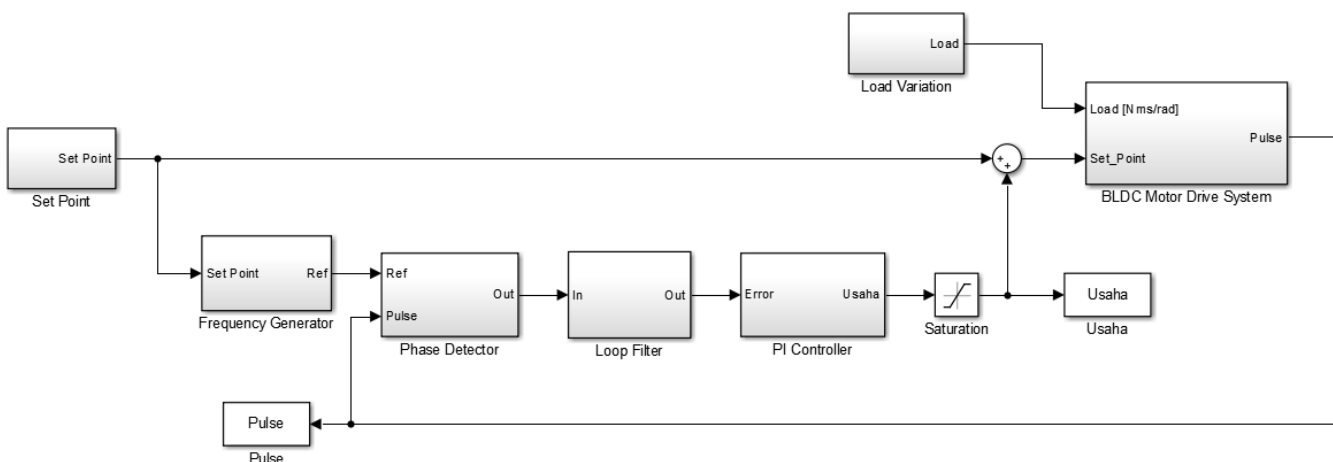 Load
Load Variation
Load [N ms/rad]
Pulse
Set_Point
BLDC Motor Drive System
Set Point
Set Point
+
+
Set Point
Ref
Frequency Generator
Ref
Pulse
Out
Phase Detector
In
Out
Loop Filter
Error
Usaha
PI Controller
Saturation
Usaha
Usaha
Pulse
Pulse